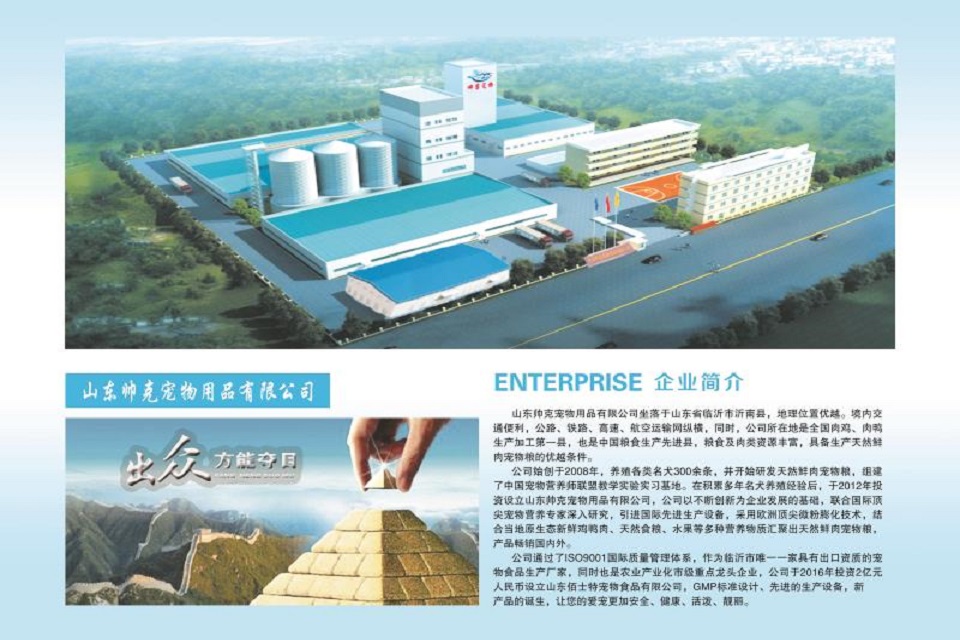 山东帅克宠物用品有限公司
出众方能夺目
ENTERPRISE 企业简介
山东帅克宠物用品有限公司坐落于山东省临沂市沂南县，地理位置优越。境内交
通便利，公路、铁路、高速、航空运输网纵横，同时，公司所在地是全国肉鸡、肉鸭
生产加工第一县，也是中国粮食生产先进县，粮食及肉类资源丰富，具备生产天然鲜
肉宠物粮的优越条件。
公司始创于2008年，养殖各类名犬300余条，并开始研发天然鲜肉宠物粮，组建
了中国宠物营养师联盟教学实验实习基地。在积累多年名犬养殖经验后，于2012年投
资设立山东帅克宠物用品有限公司，公司以不断创新为企业发展的基础，联合国际顶
尖宠物营养专家深入研究，引进国际先进生产设备，采用欧洲顶尖微粉膨化技术，结
合当地原生态新鲜鸡鸭肉、天然食粮、水果等多种营养物质汇聚出天然鲜肉宠物粮，
产品畅销国内外。
公司通过了ISO9001国际质量管理体系，作为临沂市唯一一家具有出口资质的宠
物食品生产厂家，同时也是农业产业化市级重点龙头企业，公司于2016年投资2亿元
人民币设立山东佰士特宠物食品有限公司，GMP标准设计、先进的生产设备，新
产品的诞生，让您的爱宠更加安全、健康、活泼、靓丽。